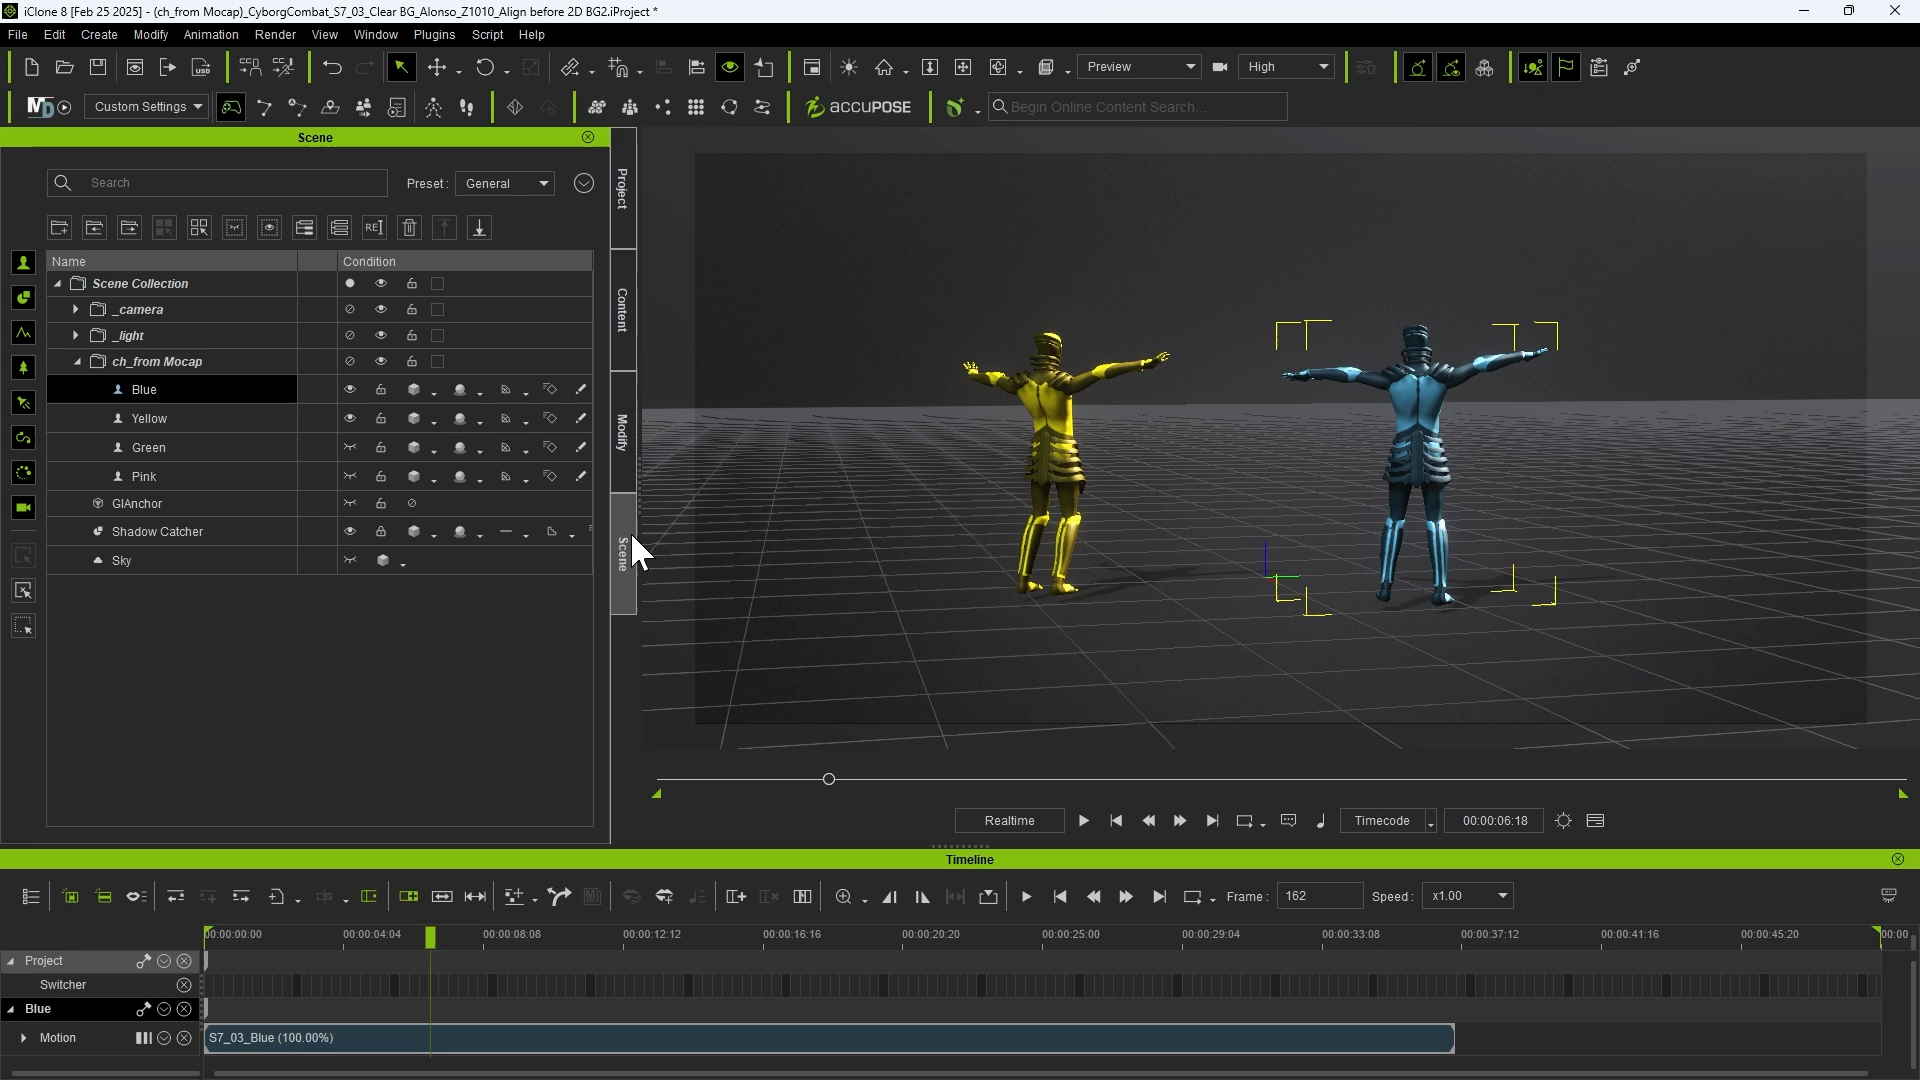 iClone 8 [Feb 25 2025] - (ch_from Mocap)_CyborgCombat_S7_03_Clear BG_Alonso_Z1010_Align before 2D BG2.iProject *
File Edit Create Modify Animation Render View Window Plugins Script Help
Preview High
MD Custom Settings ACCUPOSE Begin Online Content Search...
Scene
Search Preset: General
RE
Name Condition
Scene Collection
_camera
_light
ch_from Mocap
Blue
Yellow
Green
Pink
GIAnchor
Shadow Catcher
Sky
Project
Content
Modify
Scene
Realtime Timecode 00:00:06:18
Timeline
Frame: 162 Speed: x1.00
00:00:00:00 00:00:04:04 00:00:08:08 00:00:12:12 00:00:16:16 00:00:20:20 00:00:25:00 00:00:29:04 00:00:33:08 00:00:37:12 00:00:41:16 00:00:45:20 00:00
Project
Switcher
Blue
Motion S7_03_Blue (100.00%)